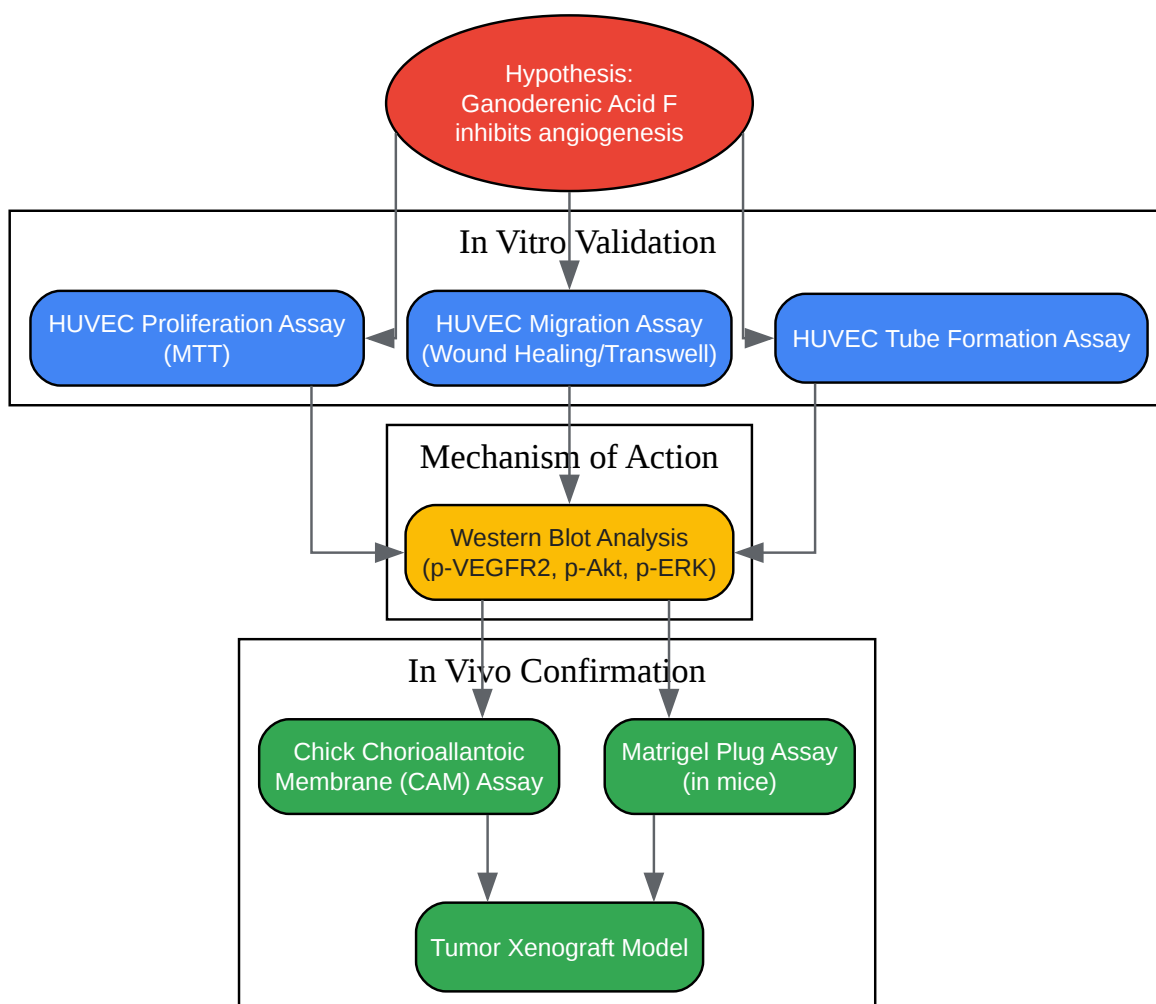 Hypothesis:
Ganoderenic Acid F
inhibits angiogenesis
In Vitro Validation
HUVEC Proliferation Assay
(MTT)
HUVEC Migration Assay
(Wound Healing/Transwell)
HUVEC Tube Formation Assay
Mechanism of Action
Western Blot Analysis
(p-VEGFR2, p-Akt, p-ERK)
In Vivo Confirmation
Chick Chorioallantoic
Membrane (CAM) Assay
Matrigel Plug Assay
(in mice)
Tumor Xenograft Model